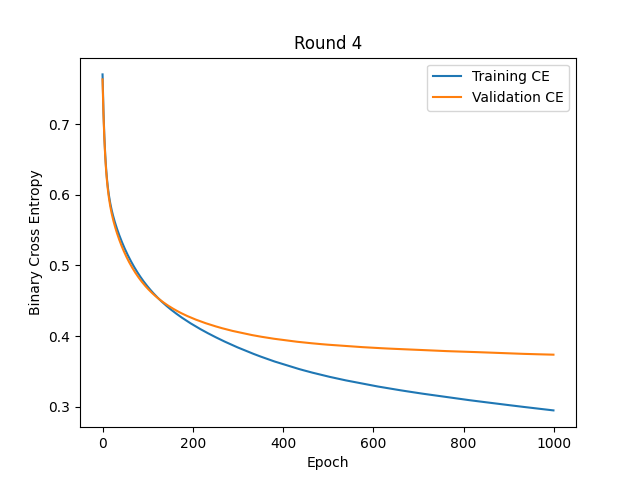 Round 4
Training CE
Validation CE
Binary Cross Entropy
0.7
0.6
0.5
0.4
0.3
0 200 400 600 800 1000
Epoch